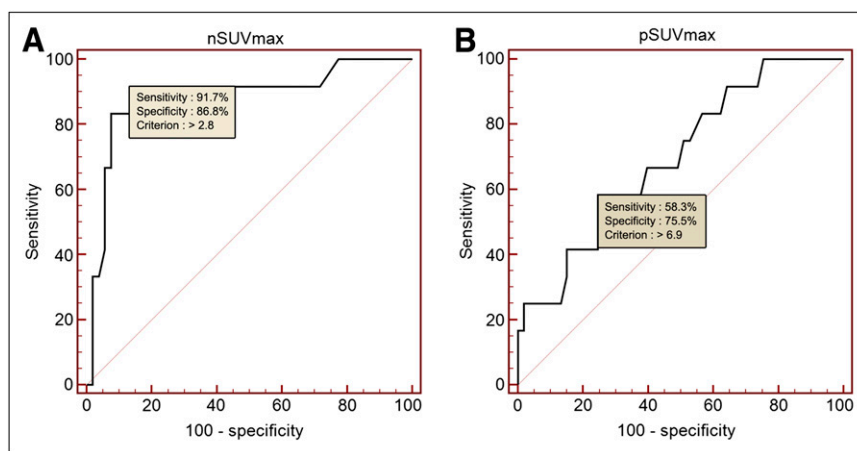 A
nSUVmax
100
80
60
40
20
0
Sensitivity
Sensitivity : 91.7%
Specificity : 86.8%
Criterion : > 2.8
0 20 40 60 80 100
100 - specificity
B
pSUVmax
100
80
60
40
20
0
Sensitivity
Sensitivity : 58.3%
Specificity : 75.5%
Criterion : > 6.9
0 20 40 60 80 100
100 - specificity